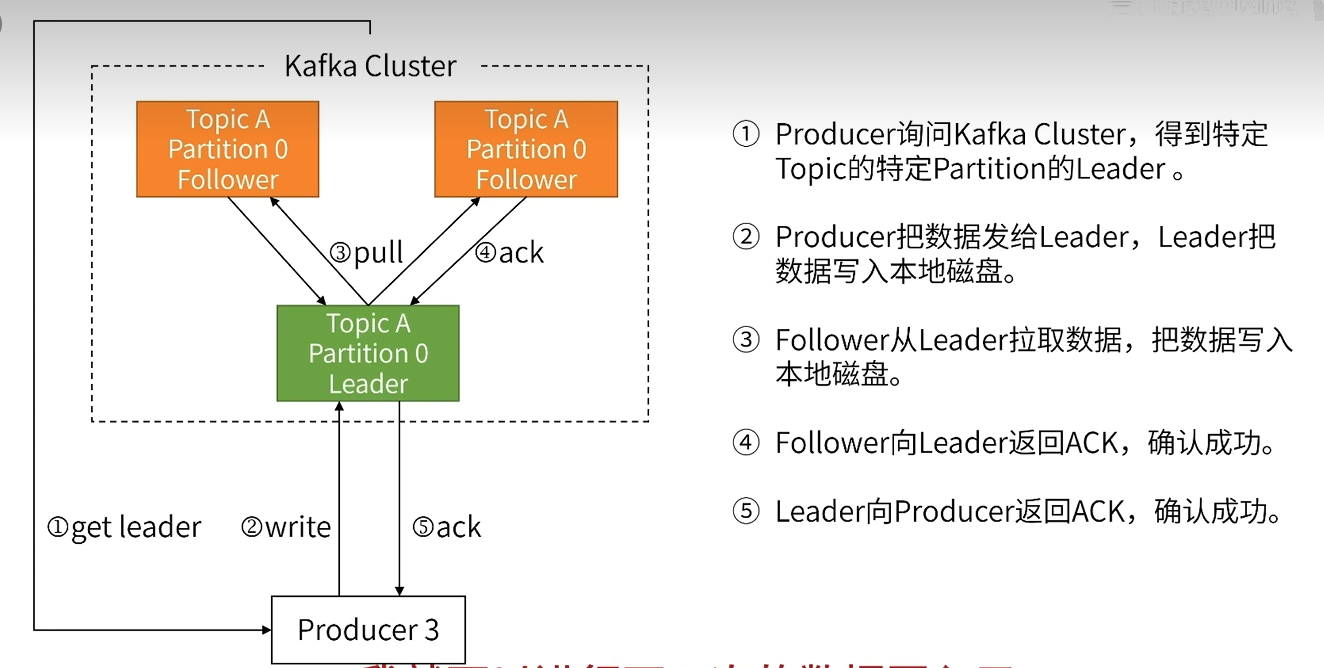 Kafka Cluster
Topic A
Partition 0
Follower
Topic A
Partition 0
Follower
③pull
④ack
Topic A
Partition 0
Leader
①get leader
②write
⑤ack
Producer 3
① Producer询问Kafka Cluster，得到特定
Topic的特定Partition的Leader 。
② Producer把数据发给Leader，Leader把
数据写入本地磁盘。
③ Follower从Leader拉取数据，把数据写入
本地磁盘。
④ Follower向Leader返回ACK，确认成功。
⑤ Leader向Producer返回ACK，确认成功。